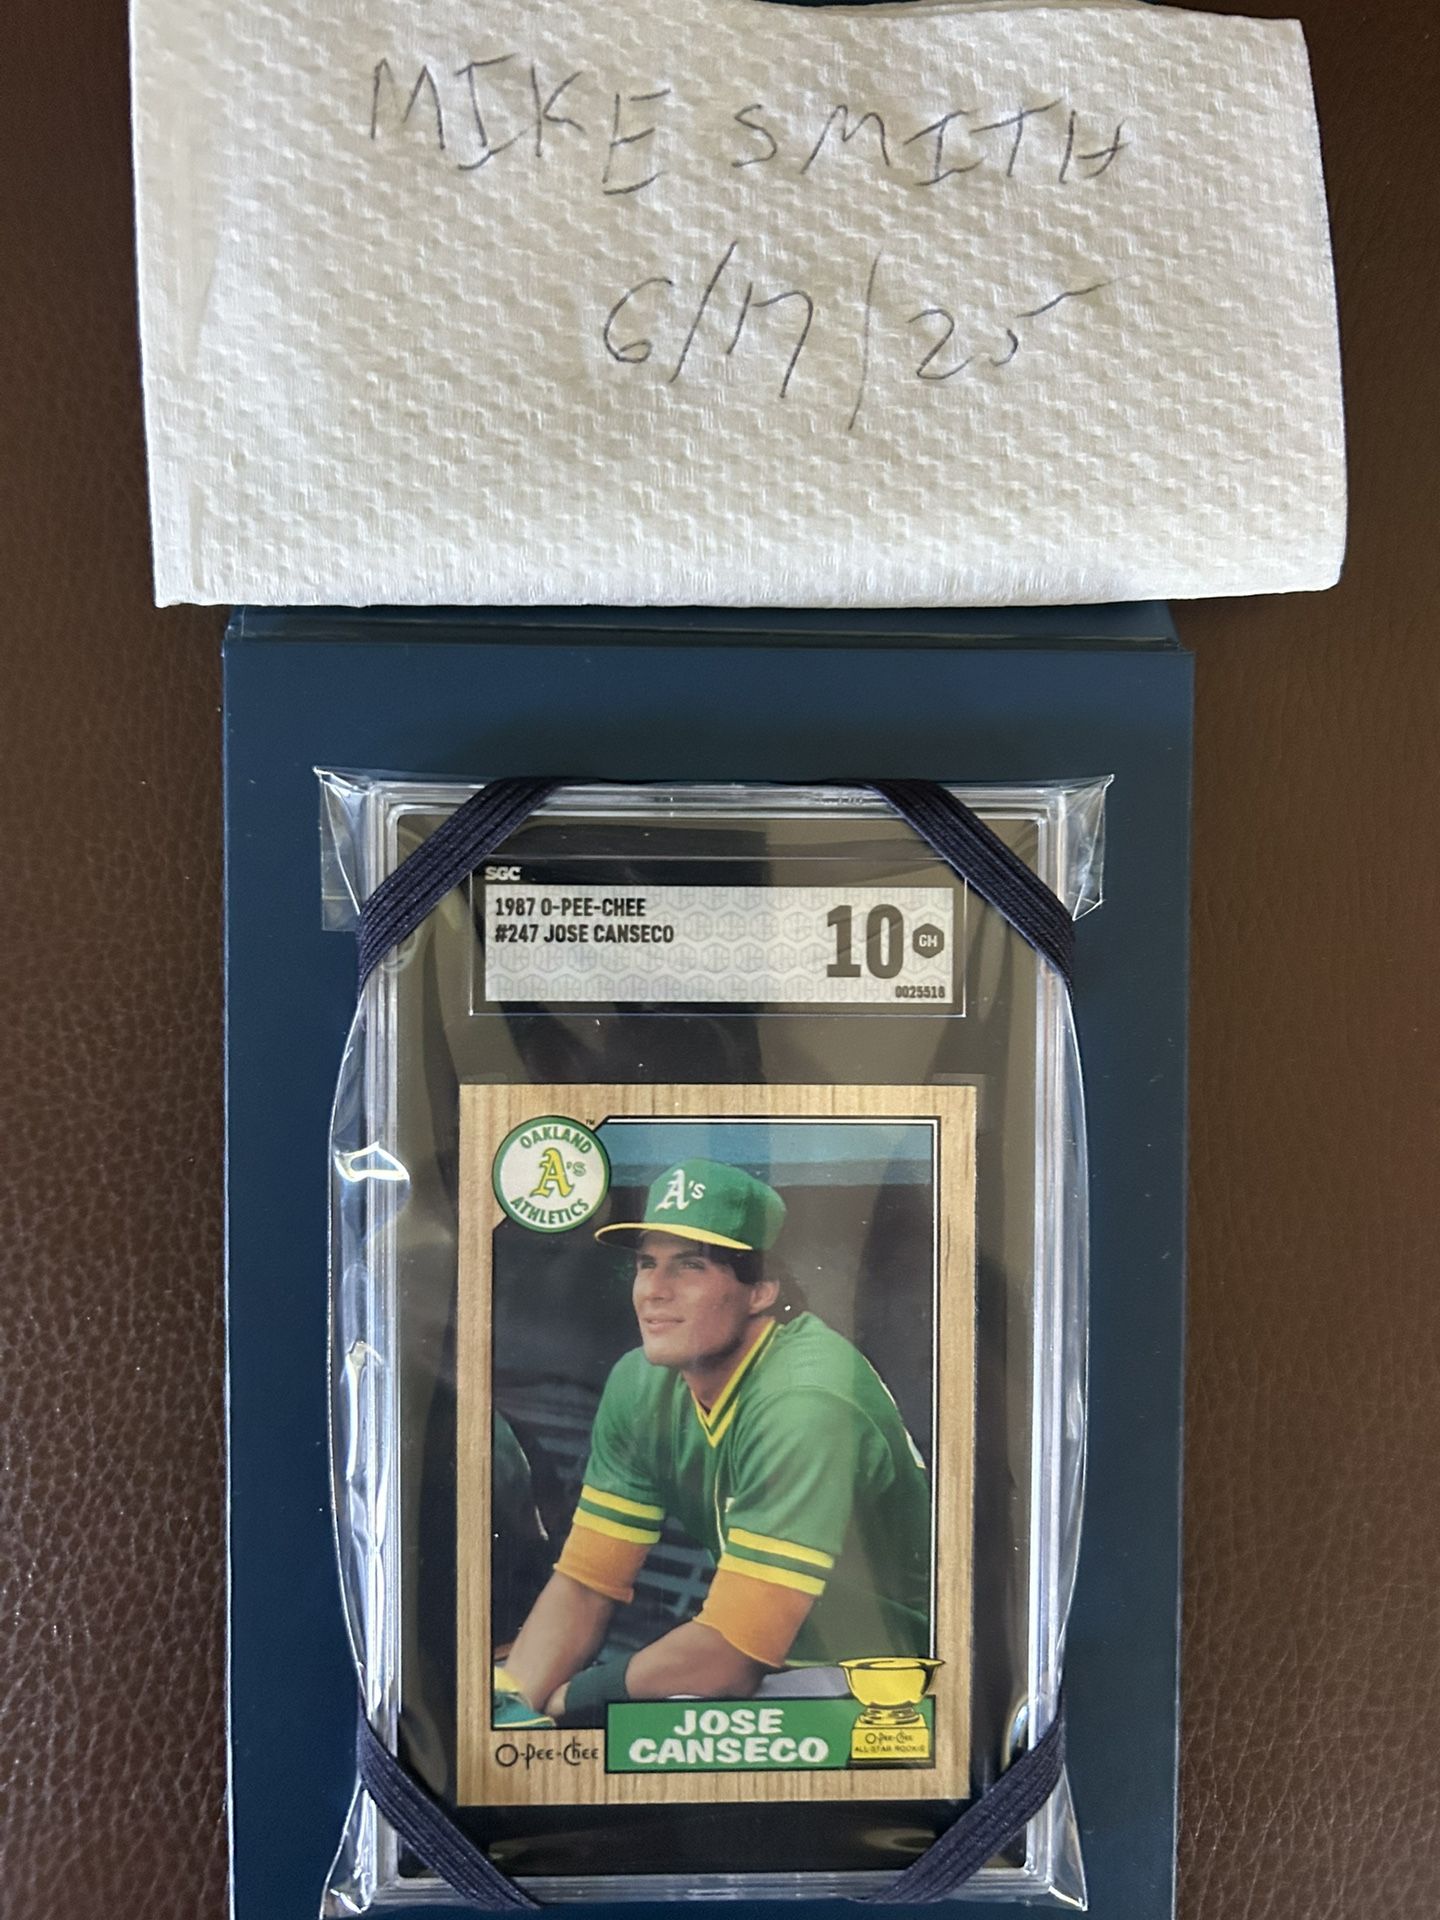 MIKE SMITH
6/17/25
SGC
1987 O-PEE-CHEE
#247 JOSE CANSECO
10 GM
0025518
OAKLAND
A's
ATHLETICS
™
A's
JOSE
CANSECO
O-Pee-Chee
O-Pee-Chee
ALL STAR ROOKIE